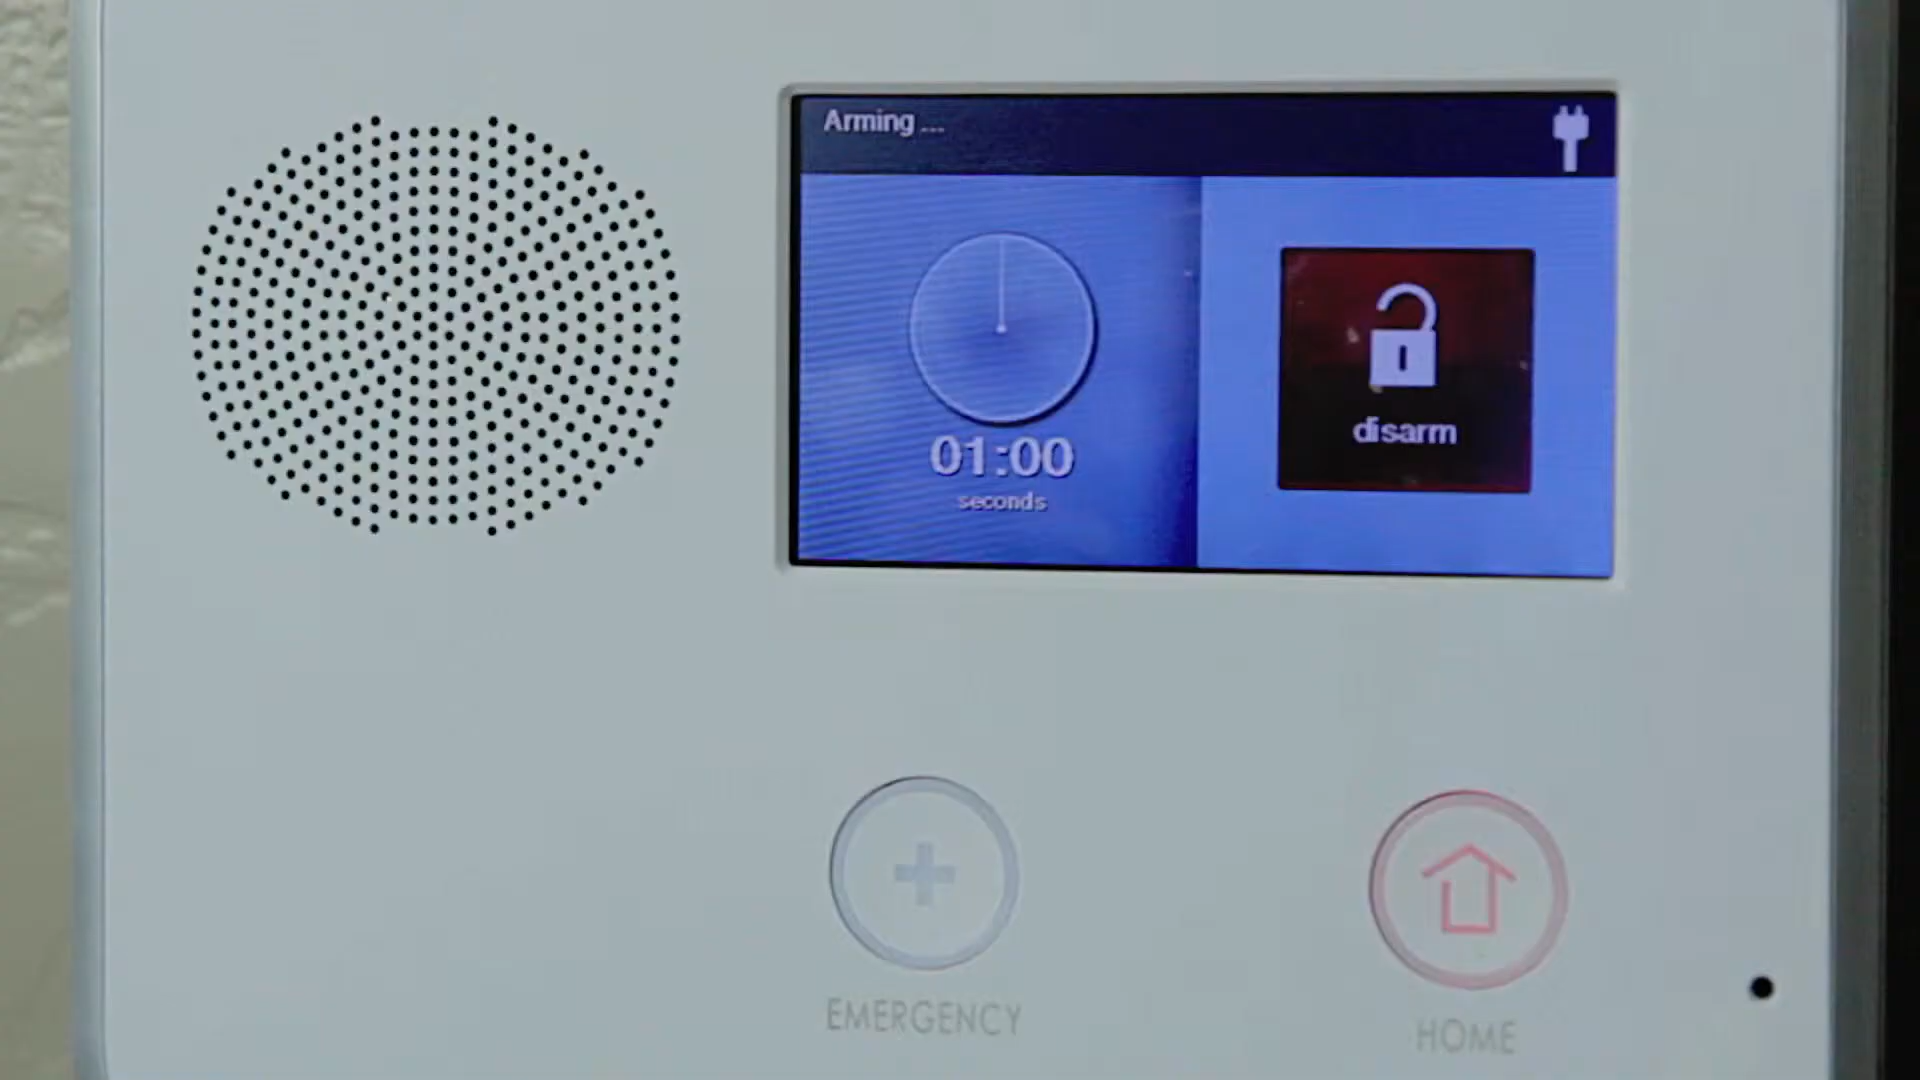 Arming ...
01:00
seconds
disarm
EMERGENCY
HOME